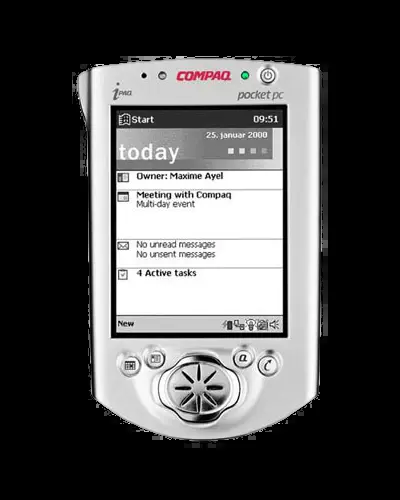 COMPAQ
iPAQ
pocket pc
Start 09:51
25. januar 2000
today
Owner: Maxime Ayel
Meeting with Compaq
Multi-day event
No unread messages
No unsent messages
4 Active tasks
New